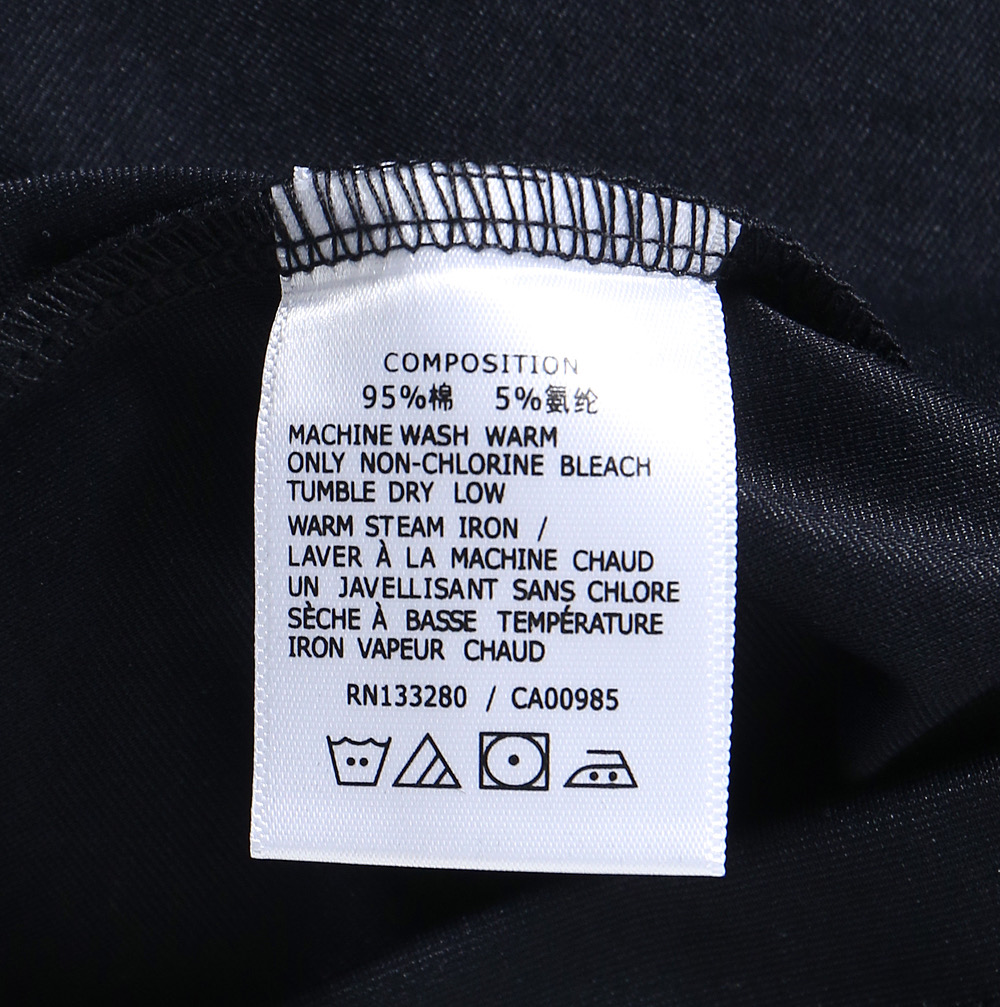 COMPOSITION
95%棉 5%氨纶
MACHINE WASH WARM
ONLY NON-CHLORINE BLEACH
TUMBLE DRY LOW
WARM STEAM IRON /
LAVER À LA MACHINE CHAUD
UN JAVELLISANT SANS CHLORE
SÈCHE À BASSE TEMPÉRATURE
IRON VAPEUR CHAUD
RN133280 / CA00985